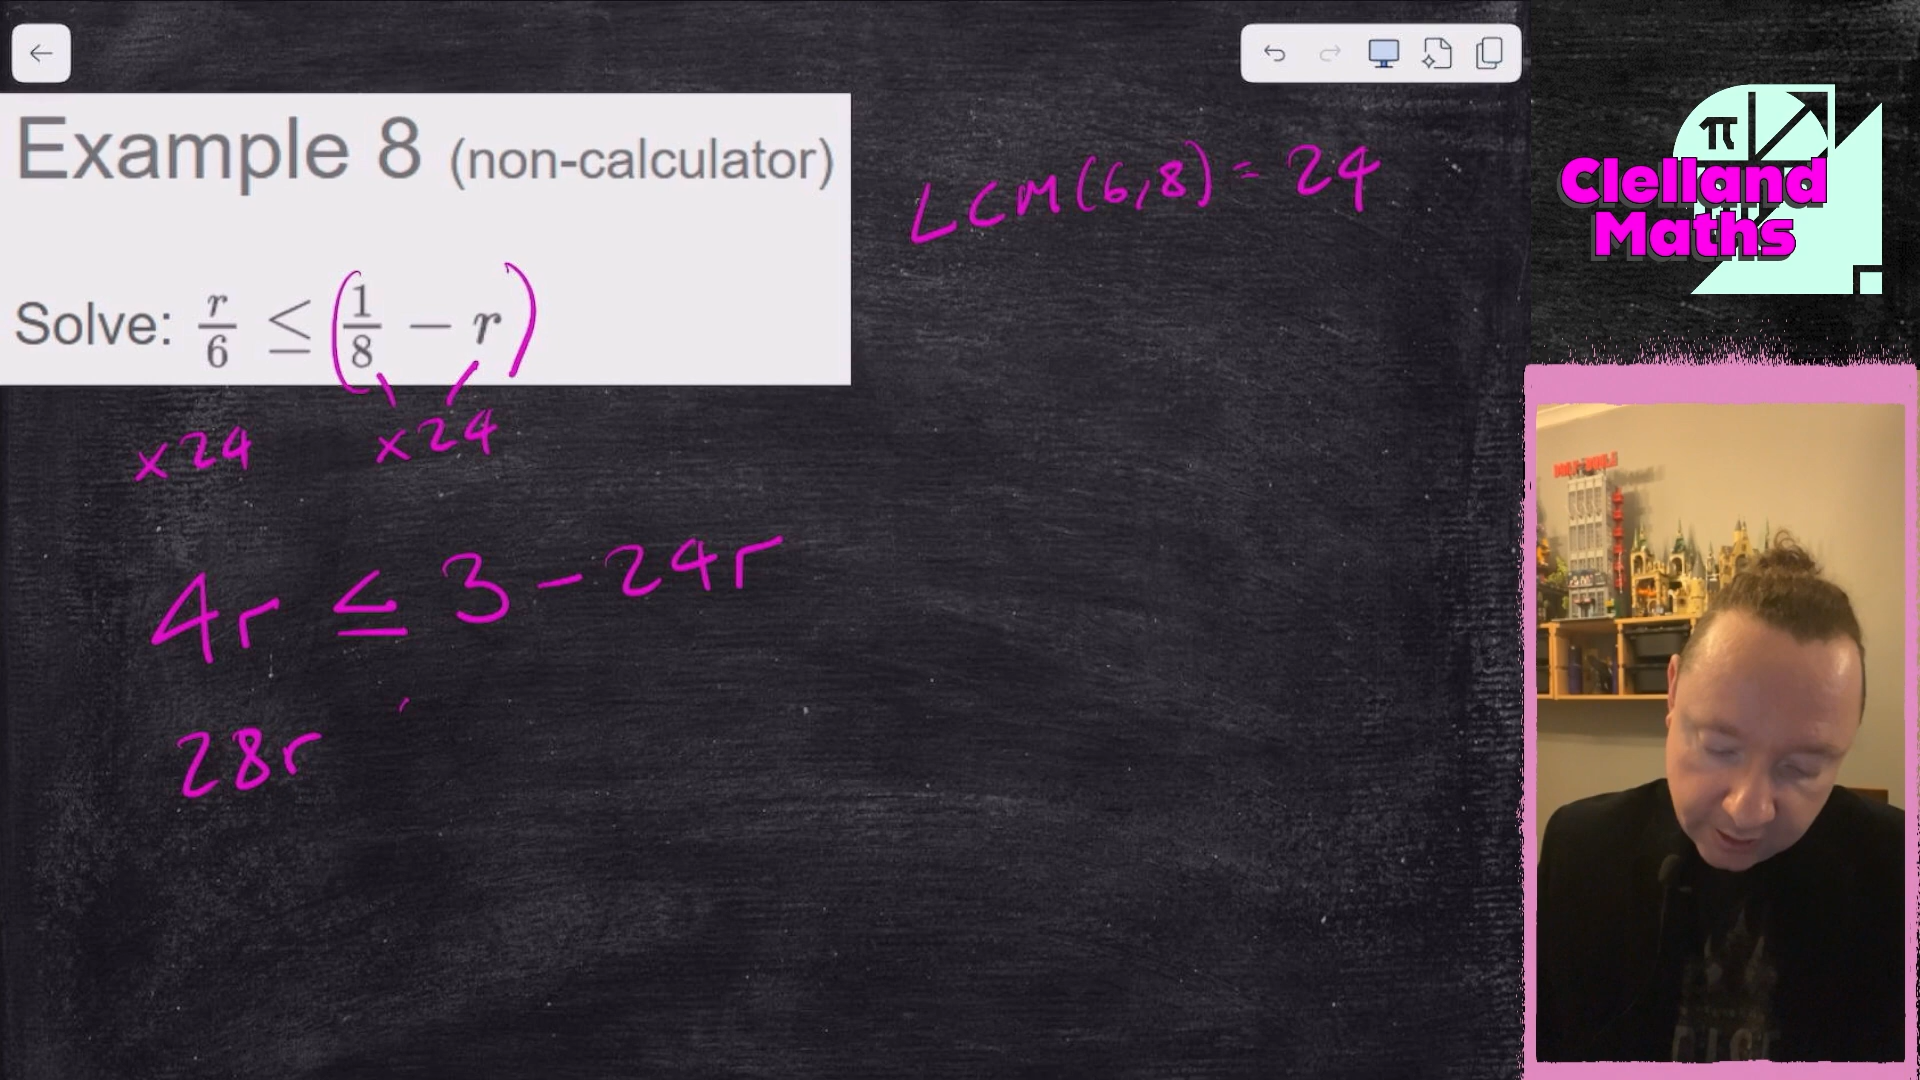 Example 8 (non-calculator)
LCM(6,8) = 24
Solve: r/6 ≤ (1/8 − r)
×24 ×24
4r ≤ 3 − 24r
28r
π
Clelland
Maths